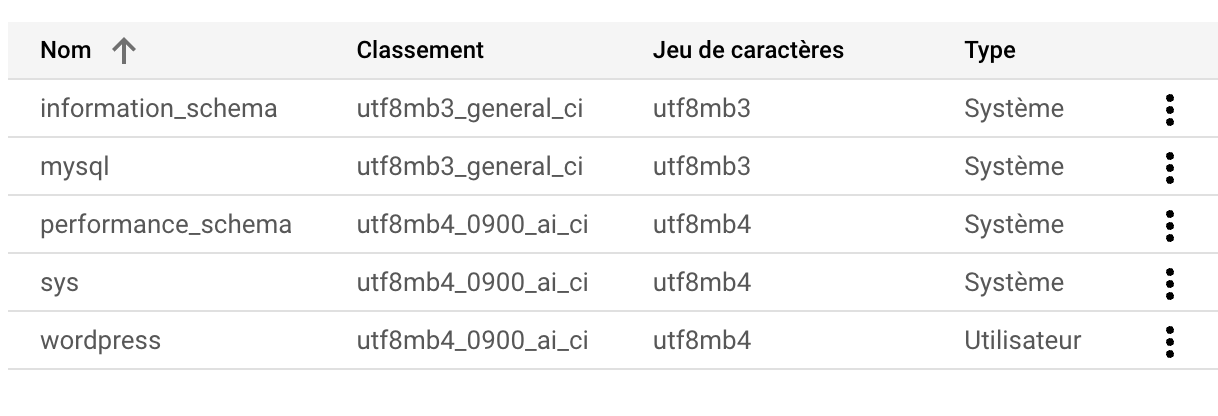 Nom Classement Jeu de caractères Type
information_schema utf8mb3_general_ci utf8mb3 Système
mysql utf8mb3_general_ci utf8mb3 Système
performance_schema utf8mb4_0900_ai_ci utf8mb4 Système
sys utf8mb4_0900_ai_ci utf8mb4 Système
wordpress utf8mb4_0900_ai_ci utf8mb4 Utilisateur